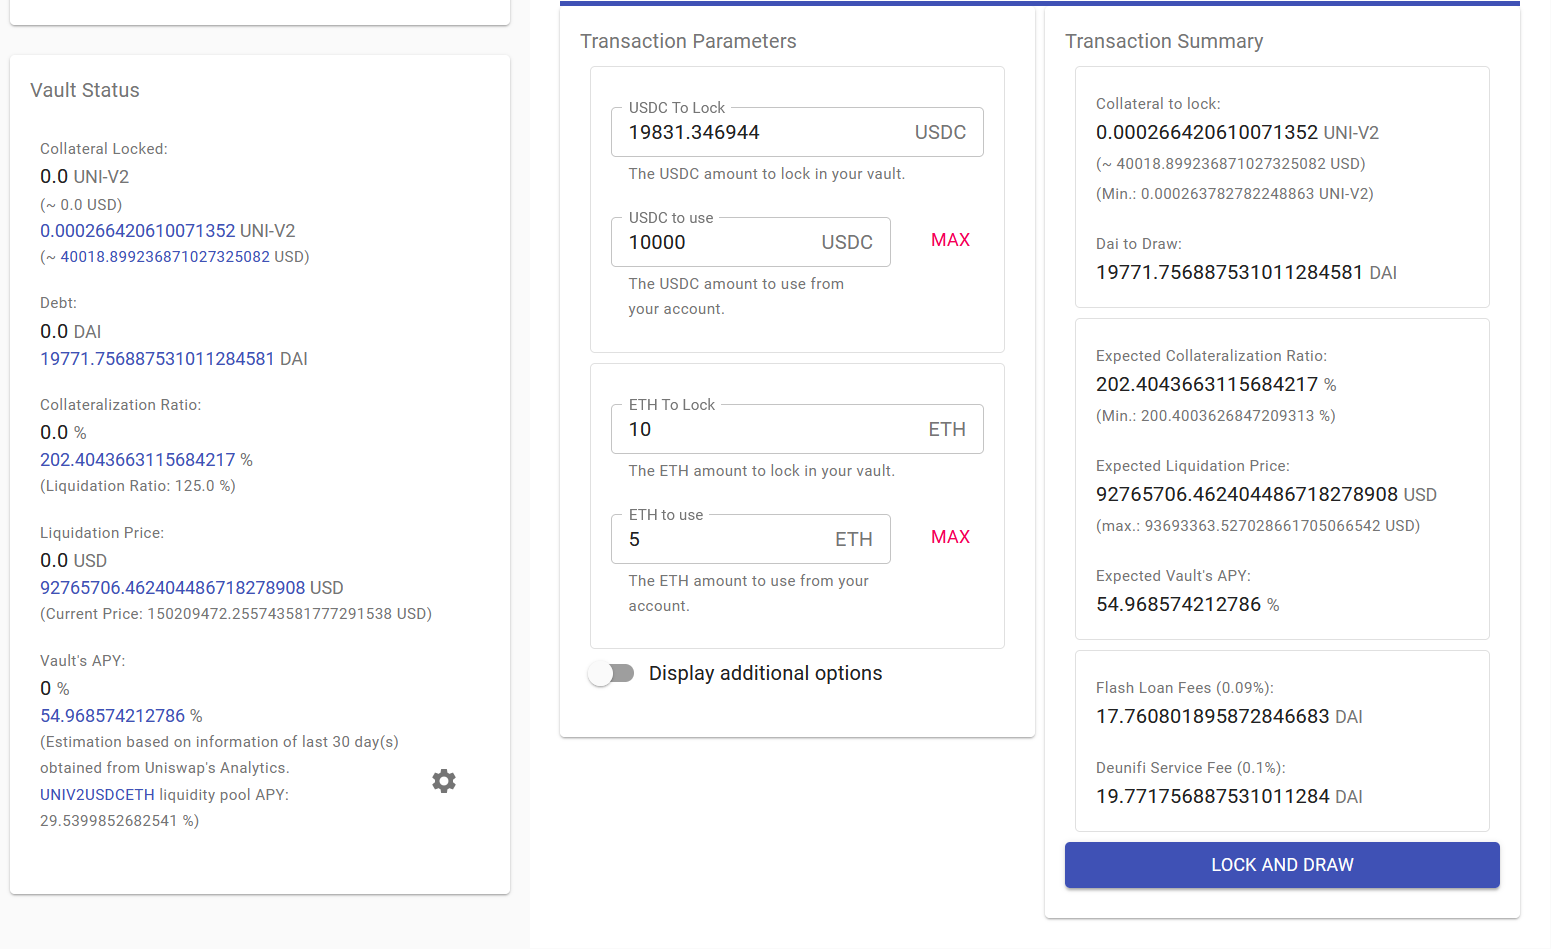 Vault Status
Collateral Locked:
0.0 UNI-V2
(~ 0.0 USD)
0.000266420610071352 UNI-V2
(~ 40018.899236871027325082 USD)
Debt:
0.0 DAI
19771.756887531011284581 DAI
Collateralization Ratio:
0.0 %
202.4043663115684217 %
(Liquidation Ratio: 125.0 %)
Liquidation Price:
0.0 USD
92765706.462404486718278908 USD
(Current Price: 150209472.255743581777291538 USD)
Vault's APY:
0 %
54.968574212786 %
(Estimation based on information of last 30 day(s)
obtained from Uniswap's Analytics.
UNIV2USDCETH liquidity pool APY:
29.5399852682541 %)
Transaction Parameters
USDC To Lock
19831.346944 USDC
The USDC amount to lock in your vault.
USDC to use
10000 USDC
MAX
The USDC amount to use from
your account.
ETH To Lock
10 ETH
The ETH amount to lock in your vault.
ETH to use
5 ETH
MAX
The ETH amount to use from your
account.
Display additional options
Transaction Summary
Collateral to lock:
0.000266420610071352 UNI-V2
(~ 40018.899236871027325082 USD)
(Min.: 0.000263782782248863 UNI-V2)
Dai to Draw:
19771.756887531011284581 DAI
Expected Collateralization Ratio:
202.4043663115684217 %
(Min.: 200.4003626847209313 %)
Expected Liquidation Price:
92765706.462404486718278908 USD
(max.: 93693363.527028661705066542 USD)
Expected Vault's APY:
54.968574212786 %
Flash Loan Fees (0.09%):
17.760801895872846683 DAI
Deunifi Service Fee (0.1%):
19.771756887531011284 DAI
LOCK AND DRAW